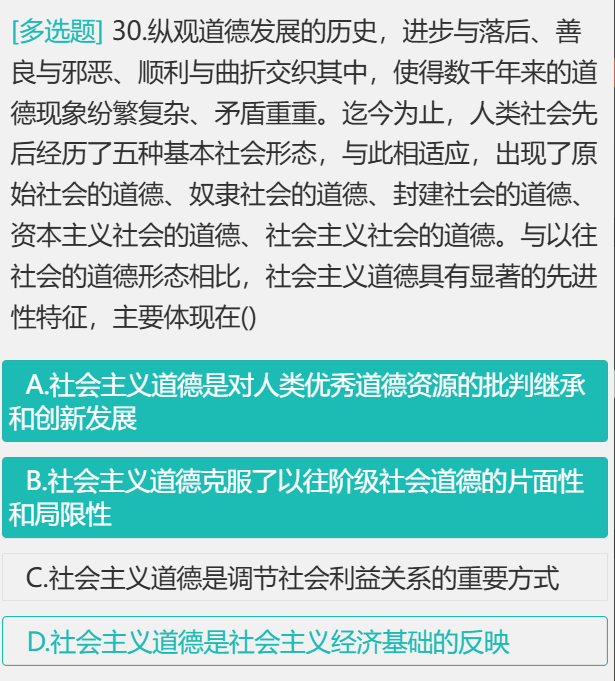 [多选题] 30.纵观道德发展的历史，进步与落后、善
良与邪恶、顺利与曲折交织其中，使得数千年来的道
德现象纷繁复杂、矛盾重重。迄今为止，人类社会先
后经历了五种基本社会形态，与此相适应，出现了原
始社会的道德、奴隶社会的道德、封建社会的道德、
资本主义社会的道德、社会主义社会的道德。与以往
社会的道德形态相比，社会主义道德具有显著的先进
性特征，主要体现在()
A.社会主义道德是对人类优秀道德资源的批判继承
和创新发展
B.社会主义道德克服了以往阶级社会道德的片面性
和局限性
C.社会主义道德是调节社会利益关系的重要方式
D.社会主义道德是社会主义经济基础的反映